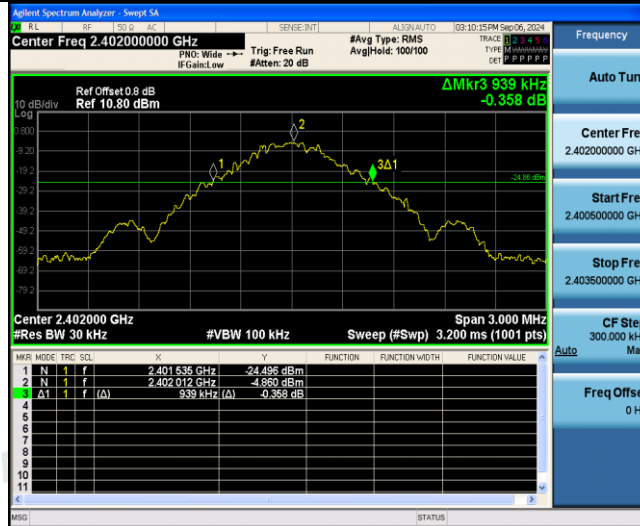 Agilent Spectrum Analyzer - Swept SA
RL RF 50 Ω AC SENSE:INT ALIGNAUTO 03:10:15PM Sep 06, 2024
Center Freq 2.402000000 GHz
PNO: Wide
IFGain:Low
Trig: Free Run
#Atten: 20 dB
#Avg Type: RMS
Avg|Hold: 100/100
TRACE 1 2 3 4 5 6
TYPE M
DET P P P P P P
Ref Offset 0.8 dB
Ref 10.80 dBm
ΔMkr3 939 kHz
-0.358 dB
10 dB/div
Log
0.800
-9.20
-19.2
-29.2
-39.2
-49.2
-59.2
-69.2
-79.2
1
2
3Δ1
-24.86 dBm
Center 2.402000 GHz Span 3.000 MHz
#Res BW 30 kHz #VBW 100 kHz Sweep (#Swp) 3.200 ms (1001 pts)
MKR MODE TRC SCL X Y FUNCTION FUNCTION WIDTH FUNCTION VALUE
1 N 1 f 2.401 535 GHz -24.496 dBm
2 N 1 f 2.402 012 GHz -4.860 dBm
3 Δ1 1 f (Δ) 939 kHz (Δ) -0.358 dB
4
5
6
7
8
9
10
11
MSG STATUS
Frequency
Auto Tun
Center Fre
2.402000000 GH
Start Fre
2.400500000 GH
Stop Fre
2.403500000 GH
CF Ste
300.000 kH
Auto Ma
Freq Offse
0 H